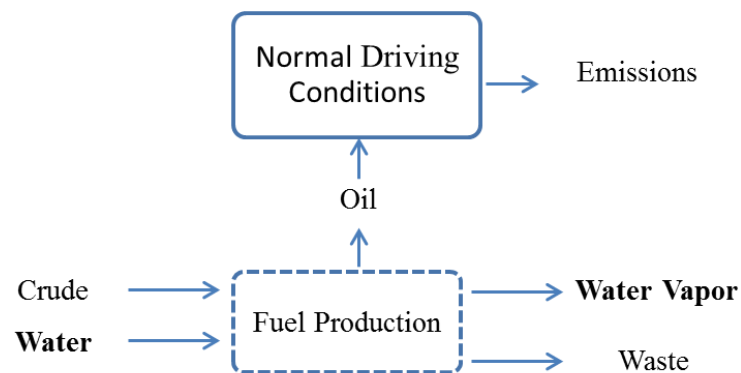 Normal Driving
Conditions
Emissions
Oil
Crude
Water
Fuel Production
Water Vapor
Waste